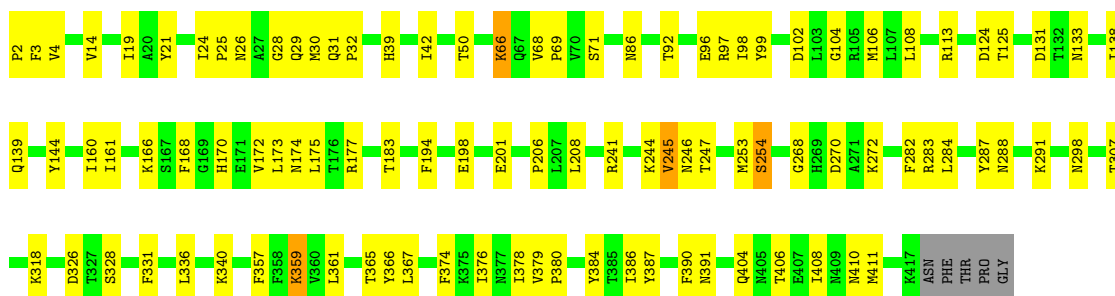 P2 F3 V4 V14 I19 A20 Y21 I24 P25 N26 A27 G28 Q29 M30 Q31 P32 H39 I42 T50 K66 Q67 V68 P69 V70 S71 N86 T92 E96 R97 I98 Y99 D102 L103 G104 R105 M106 L107 L108 R113 D124 T125 D131 T132 N133 I138
Q139 Y144 I160 I161 K166 S167 F168 G169 H170 E171 V172 L173 N174 L175 T176 R177 T183 F194 E198 E201 P206 L207 L208 R241 K244 V245 N246 T247 M253 S254 G268 H269 D270 A271 K272 F282 R283 L284 Y287 N288 K291 N298
K318 D326 T327 S328 F331 L336 K340 F357 F358 K359 V360 L361 T365 Y366 L367 F374 K375 I376 N377 I378 V379 P380 Y384 T385 I386 Y387 F390 N391 Q404 N405 T406 E407 I408 N409 N410 M411 K417 ASN PHE THR PRO GLY